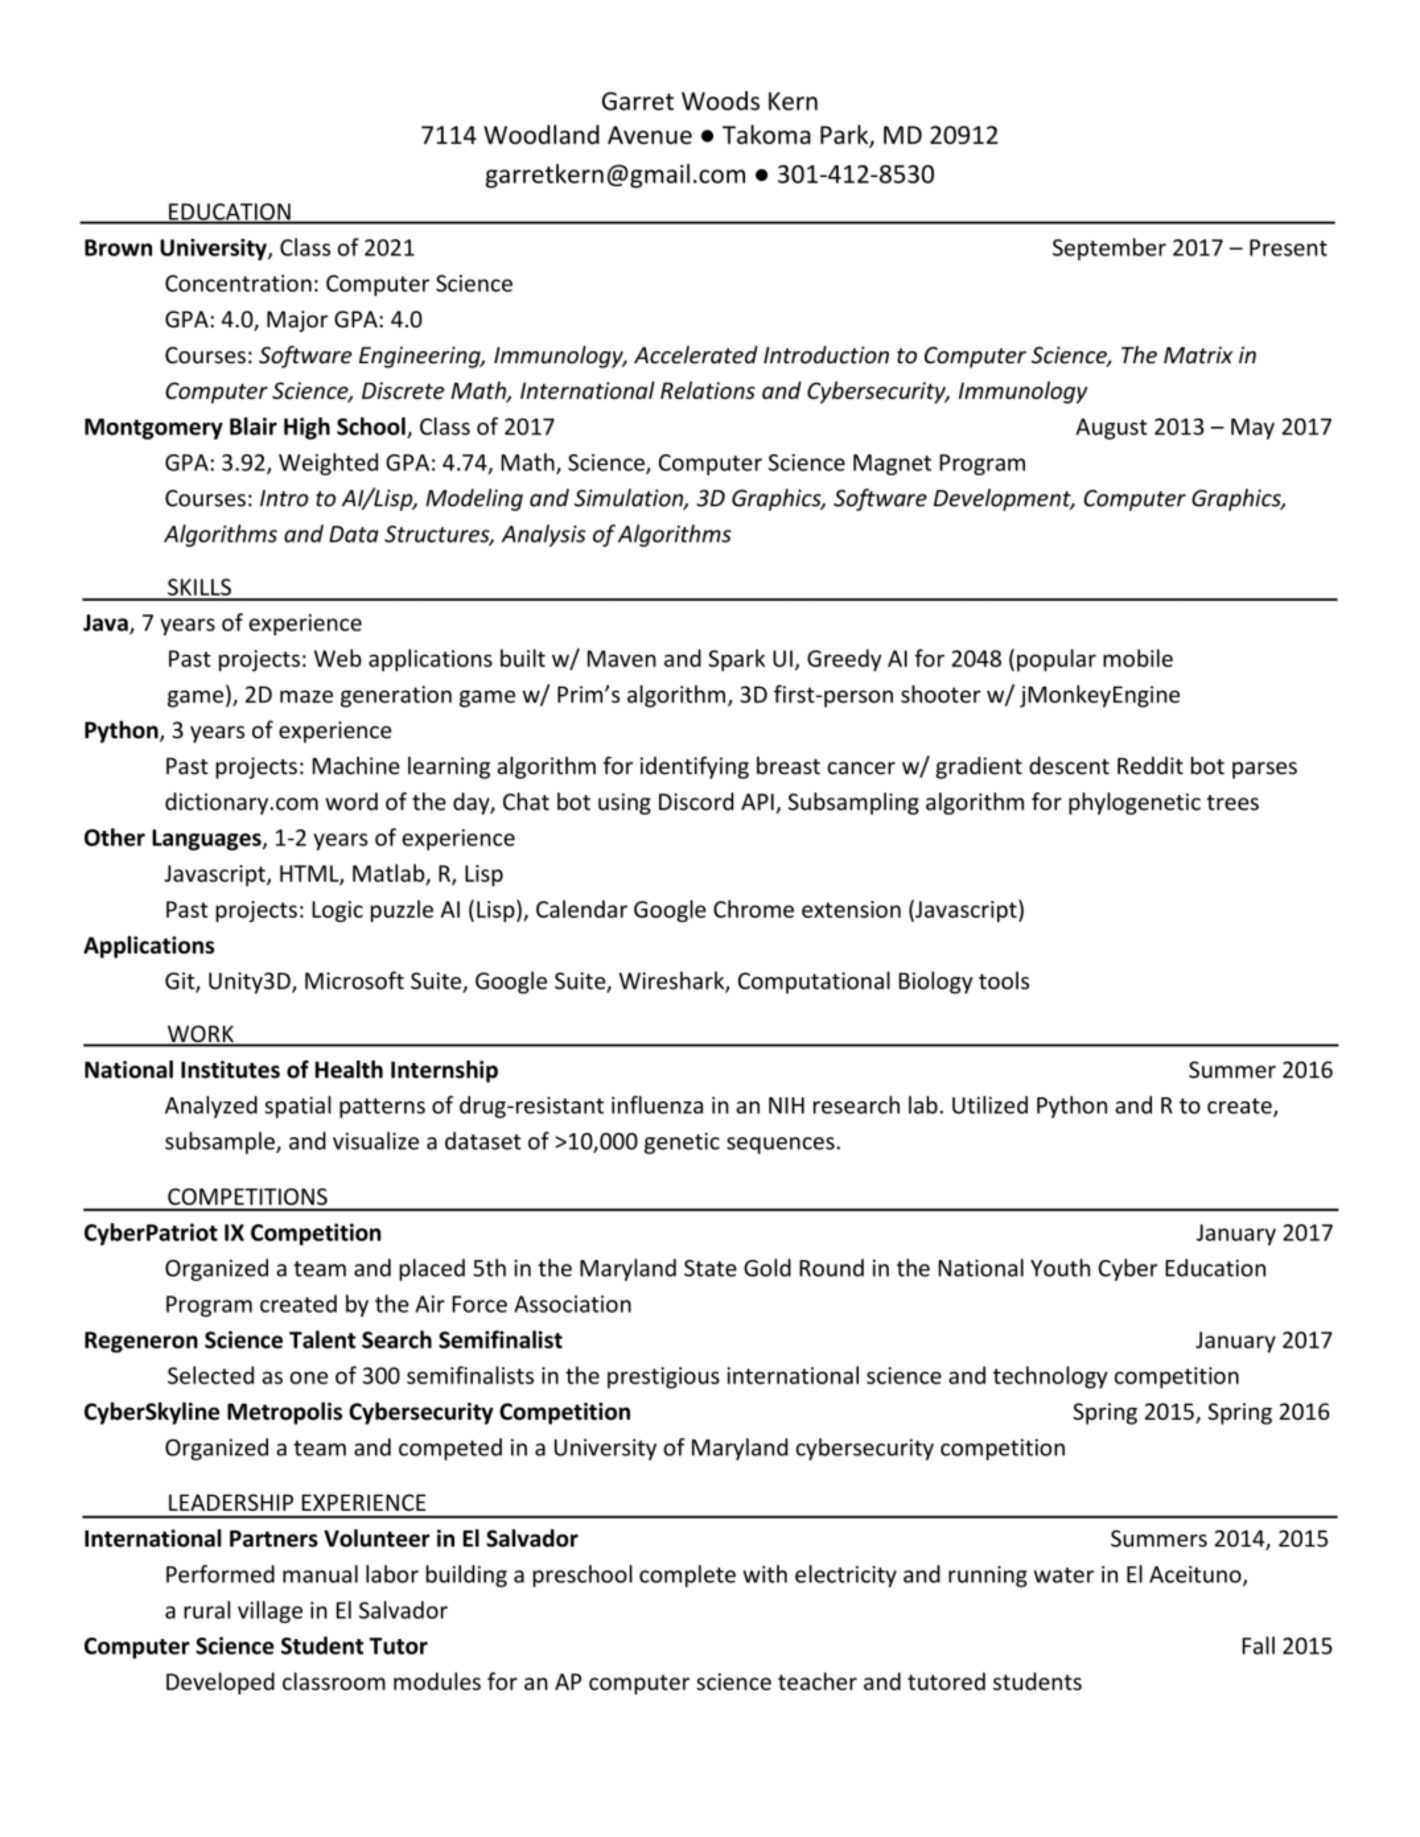 Garret Woods Kern
7114 Woodland Avenue ● Takoma Park, MD 20912
garretkern@gmail.com ● 301-412-8530
EDUCATION
Brown University, Class of 2021 September 2017 – Present
Concentration: Computer Science
GPA: 4.0, Major GPA: 4.0
Courses: Software Engineering, Immunology, Accelerated Introduction to Computer Science, The Matrix in
Computer Science, Discrete Math, International Relations and Cybersecurity, Immunology
Montgomery Blair High School, Class of 2017 August 2013 – May 2017
GPA: 3.92, Weighted GPA: 4.74, Math, Science, Computer Science Magnet Program
Courses: Intro to AI/Lisp, Modeling and Simulation, 3D Graphics, Software Development, Computer Graphics,
Algorithms and Data Structures, Analysis of Algorithms
SKILLS
Java, 7 years of experience
Past projects: Web applications built w/ Maven and Spark UI, Greedy AI for 2048 (popular mobile
game), 2D maze generation game w/ Prim’s algorithm, 3D first-person shooter w/ jMonkeyEngine
Python, 3 years of experience
Past projects: Machine learning algorithm for identifying breast cancer w/ gradient descent Reddit bot parses
dictionary.com word of the day, Chat bot using Discord API, Subsampling algorithm for phylogenetic trees
Other Languages, 1-2 years of experience
Javascript, HTML, Matlab, R, Lisp
Past projects: Logic puzzle AI (Lisp), Calendar Google Chrome extension (Javascript)
Applications
Git, Unity3D, Microsoft Suite, Google Suite, Wireshark, Computational Biology tools
WORK
National Institutes of Health Internship Summer 2016
Analyzed spatial patterns of drug-resistant influenza in an NIH research lab. Utilized Python and R to create,
subsample, and visualize a dataset of >10,000 genetic sequences.
COMPETITIONS
CyberPatriot IX Competition January 2017
Organized a team and placed 5th in the Maryland State Gold Round in the National Youth Cyber Education
Program created by the Air Force Association
Regeneron Science Talent Search Semifinalist January 2017
Selected as one of 300 semifinalists in the prestigious international science and technology competition
CyberSkyline Metropolis Cybersecurity Competition Spring 2015, Spring 2016
Organized a team and competed in a University of Maryland cybersecurity competition
LEADERSHIP EXPERIENCE
International Partners Volunteer in El Salvador Summers 2014, 2015
Performed manual labor building a preschool complete with electricity and running water in El Aceituno,
a rural village in El Salvador
Computer Science Student Tutor Fall 2015
Developed classroom modules for an AP computer science teacher and tutored students